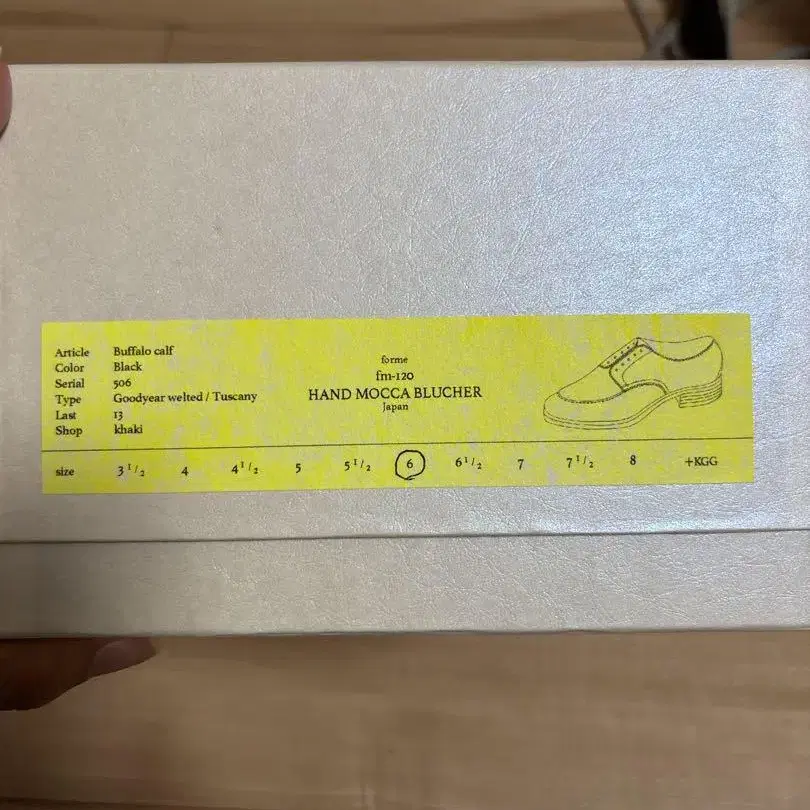 Article Buffalo calf
Color Black
Serial 506
Type Goodyear welted / Tuscany
Last 13
Shop khaki
forme
fm-120
HAND MOCCA BLUCHER
Japan
size 3 1/2 4 4 1/2 5 5 1/2 6 6 1/2 7 7 1/2 8 +KGG